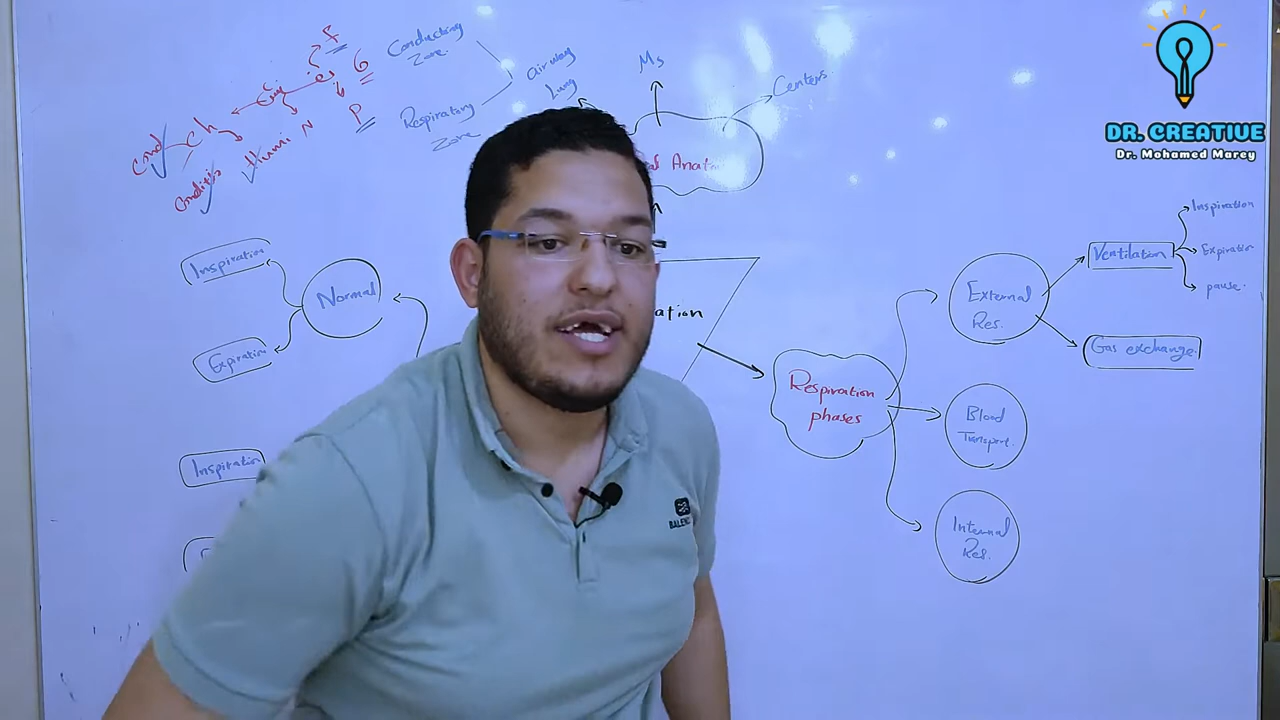 DR. CREATIVE
Dr. Mohamed Marey
Conducting
Zone
airway
Lung
Respiratory
Zone
Ms
Centers
G
P
N
Ch
Inspiration
Normal
Expiration
Inspiration
ation
Respiration
phases
External
Res.
Ventilation
Inspiration
Expiration
pause.
Gas exchange
Blood
Transport.
Internal
Res.